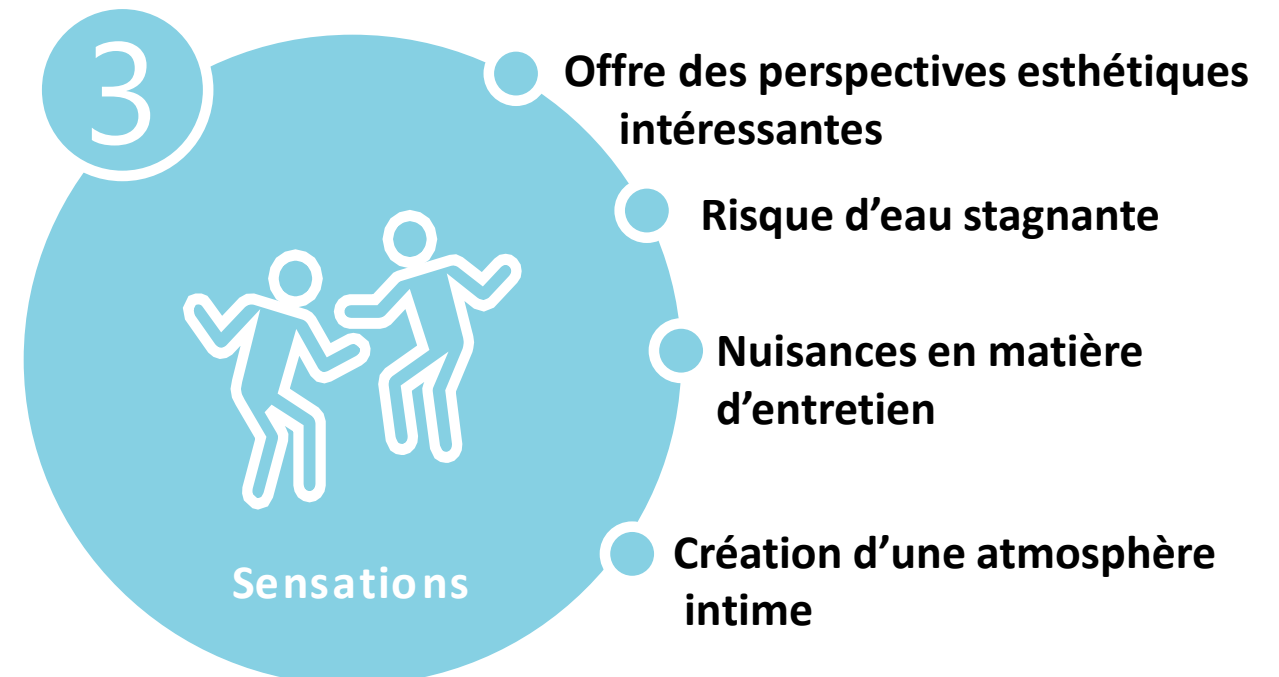 3
Offre des perspectives esthétiques
intéressantes
Risque d’eau stagnante
Nuisances en matière
d’entretien
Création d’une atmosphère
intime
Sensations